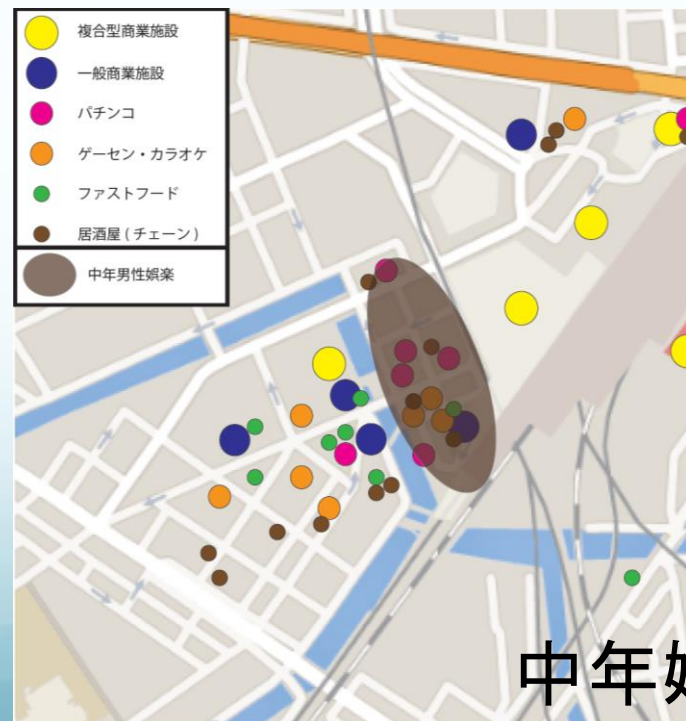 複合型商業施設
一般商業施設
パチンコ
ゲーセン・カラオケ
ファストフード
居酒屋 ( チェーン )
中年男性娯楽
中年